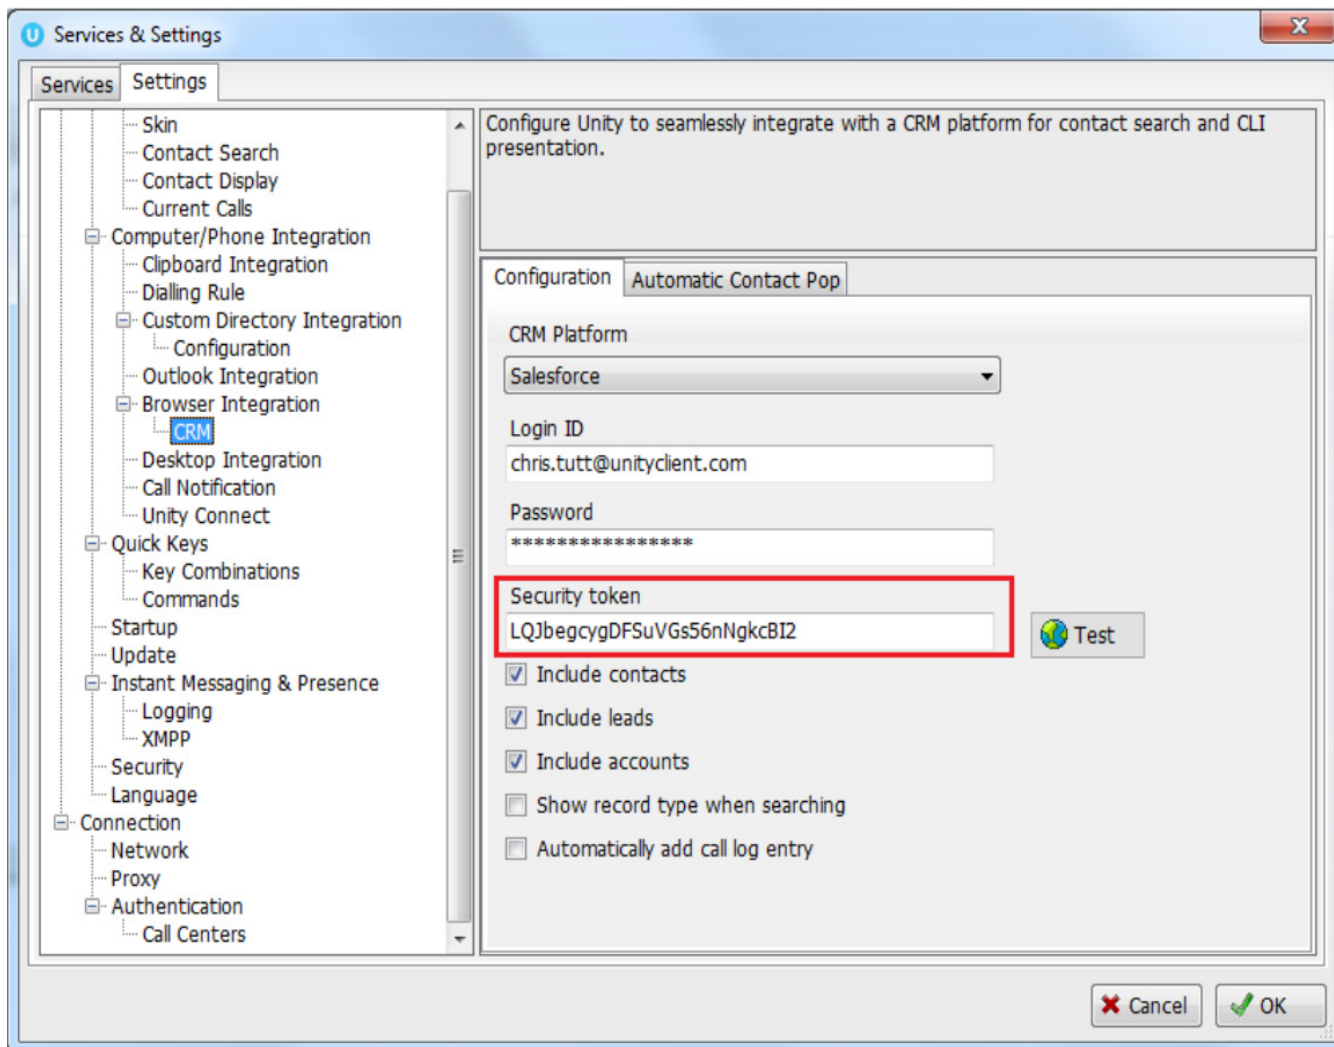 U Services & Settings
X
Services Settings
Skin
Contact Search
Contact Display
Current Calls
Computer/Phone Integration
Clipboard Integration
Dialling Rule
Custom Directory Integration
Configuration
Outlook Integration
Browser Integration
CRM
Desktop Integration
Call Notification
Unity Connect
Quick Keys
Key Combinations
Commands
Startup
Update
Instant Messaging & Presence
Logging
XMPP
Security
Language
Connection
Network
Proxy
Authentication
Call Centers
Configure Unity to seamlessly integrate with a CRM platform for contact search and CLI
presentation.
Configuration Automatic Contact Pop
CRM Platform
Salesforce
Login ID
chris.tutt@unityclient.com
Password
****************
Security token
LQJbegcygDFSuVGs56nNgkcBI2
Test
Include contacts
Include leads
Include accounts
Show record type when searching
Automatically add call log entry
Cancel OK